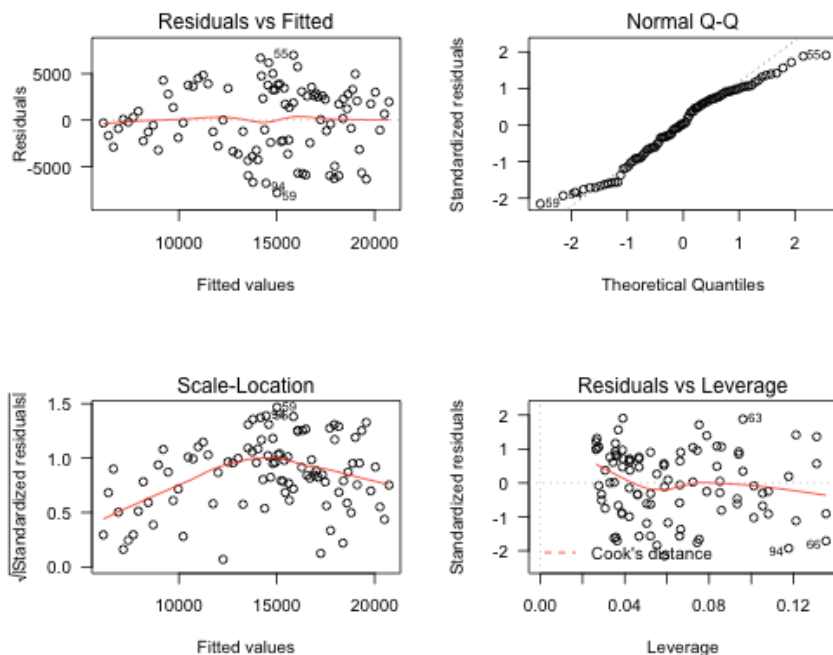 Residuals vs Fitted
Residuals
5000
0
-5000
55
94
59
10000 15000 20000
Fitted values
Normal Q-Q
Standardized residuals
2
1
0
-1
-2
55
59
-2 -1 0 1 2
Theoretical Quantiles
Scale-Location
√|Standardized residuals|
1.5
1.0
0.5
0.0
59
10000 15000 20000
Fitted values
Residuals vs Leverage
Standardized residuals
2
1
0
-1
-2
63
94
Cook's distance
0.00 0.04 0.08 0.12
Leverage